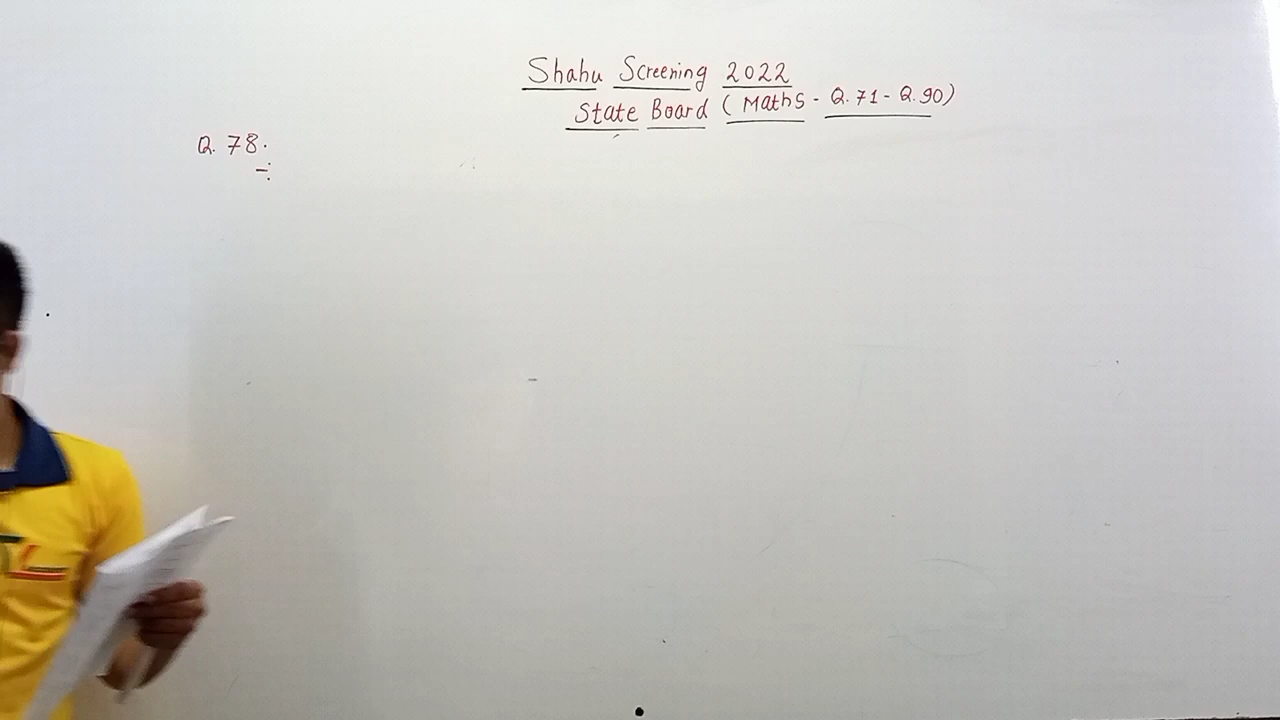 Shahu Screening 2022
State Board (Maths - Q.71 - Q.90)
Q. 78.